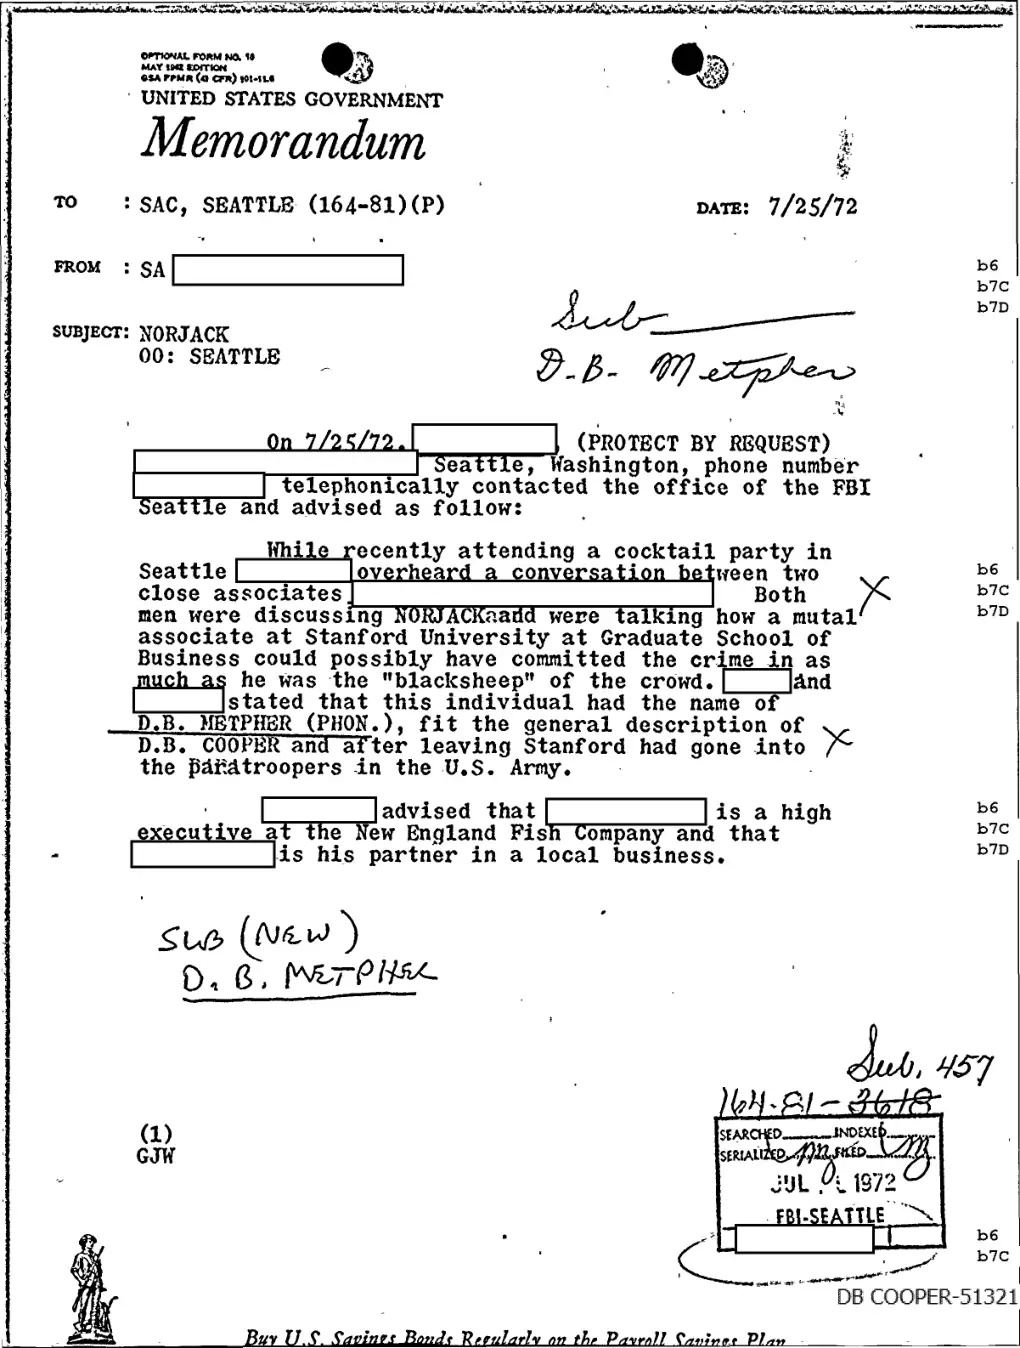 OPTIONAL FORM NO. 10
MAY 1962 EDITION
GSA FPMR (41 CFR) 101-11.6
UNITED STATES GOVERNMENT
Memorandum
TO : SAC, SEATTLE (164-81)(P) DATE: 7/25/72
FROM : SA
b6
b7C
b7D
SUBJECT: NORJACK
OO: SEATTLE
Sub
D.B. Metpher
On 7/25/72, , (PROTECT BY REQUEST)
Seattle, Washington, phone number
telephonically contacted the office of the FBI
Seattle and advised as follow:
While recently attending a cocktail party in
Seattle overheard a conversation between two
close associates, Both
men were discussing NORJACKaand were talking how a mutal
associate at Stanford University at Graduate School of
Business could possibly have committed the crime in as
much as he was the "blacksheep" of the crowd. And
stated that this individual had the name of
D.B. METPHER (PHON.), fit the general description of
D.B. COOPER and after leaving Stanford had gone into
the paratroopers in the U.S. Army.
b6
b7C
b7D
advised that is a high
executive at the New England Fish Company and that
is his partner in a local business.
b6
b7C
b7D
SUB (NEW)
D. B. METPHER
Sub. 457
164-81-3618
SEARCHED INDEXED
SERIALIZED FILED
JUL 1972
FBI-SEATTLE
(1)
GJW
b6
b7C
DB COOPER-51321
Buy U.S. Savings Bonds Regularly on the Payroll Savings Plan